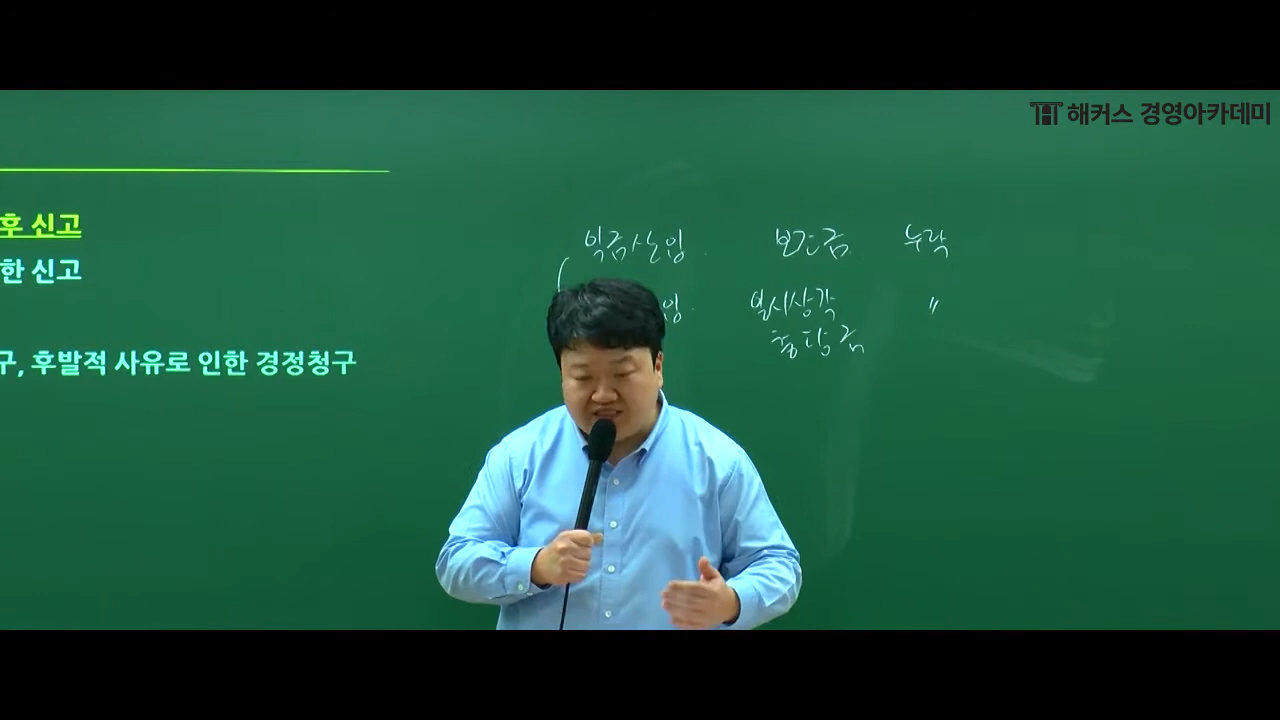 해커스 경영아카데미
후 신고
한 신고
구, 후발적 사유로 인한 경정청구
익금산입. 보건금 누락
입. 일시상각 〃
충당금